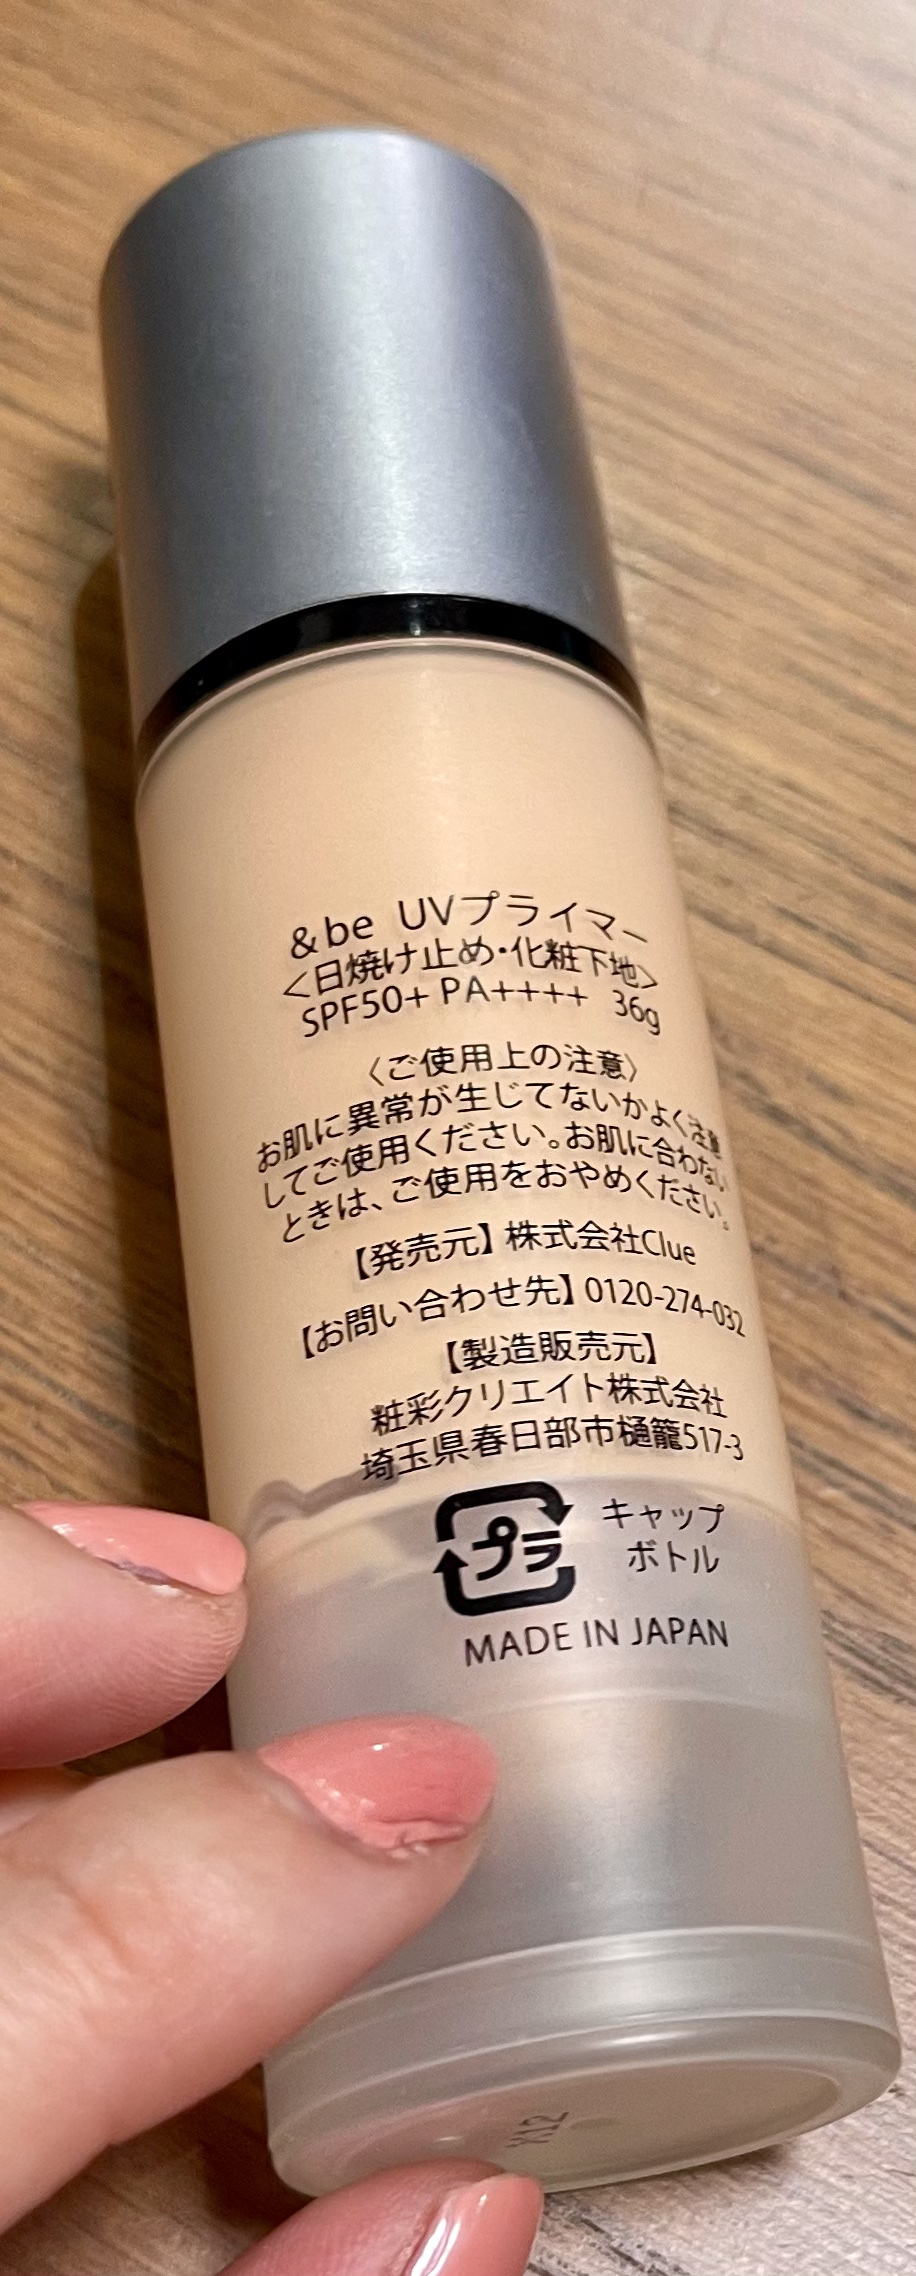 &be UVプライマー
<日焼け止め・化粧下地>
SPF50+ PA++++ 36g
〈ご使用上の注意〉
お肌に異常が生じてないかよく注意
してご使用ください。お肌に合わない
ときは、ご使用をおやめください。
【発売元】株式会社Clue
【お問い合わせ先】0120-274-032
【製造販売元】
粧彩クリエイト株式会社
埼玉県春日部市樋籠517-3
プラ
キャップ
ボトル
MADE IN JAPAN